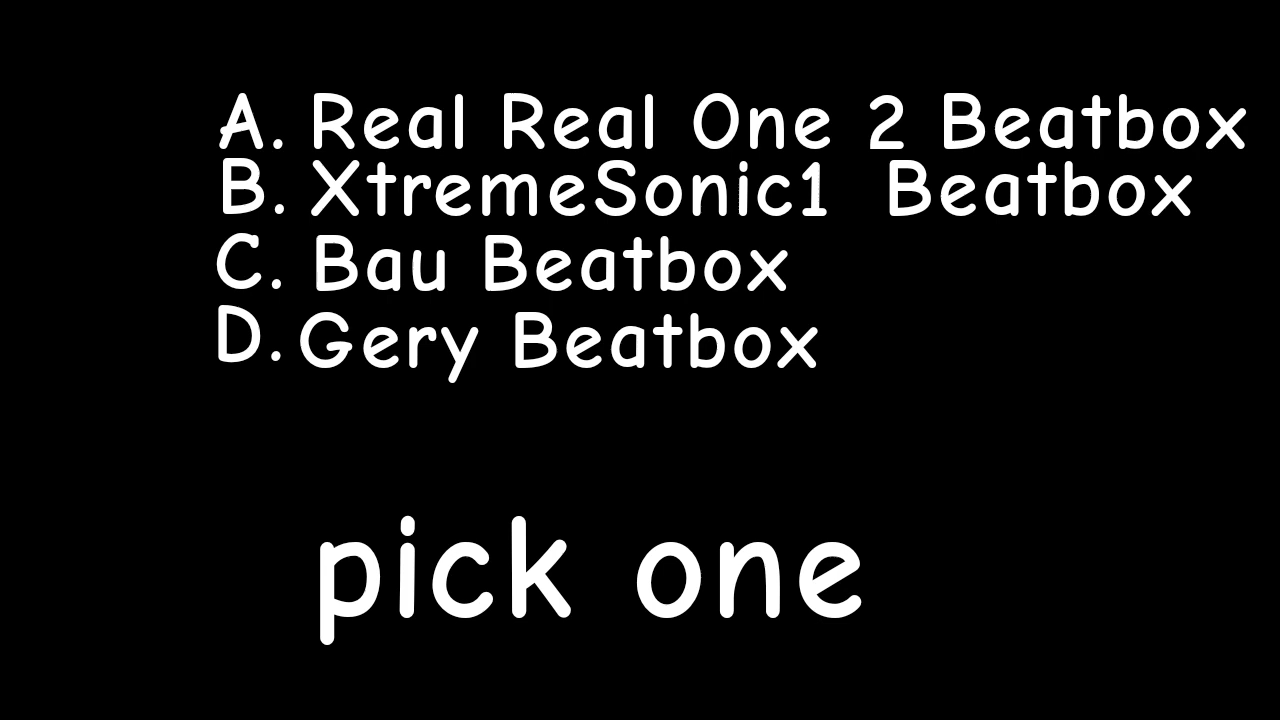 A. Real Real One 2 Beatbox
B. XtremeSonic1 Beatbox
C. Bau Beatbox
D. Gery Beatbox
pick one